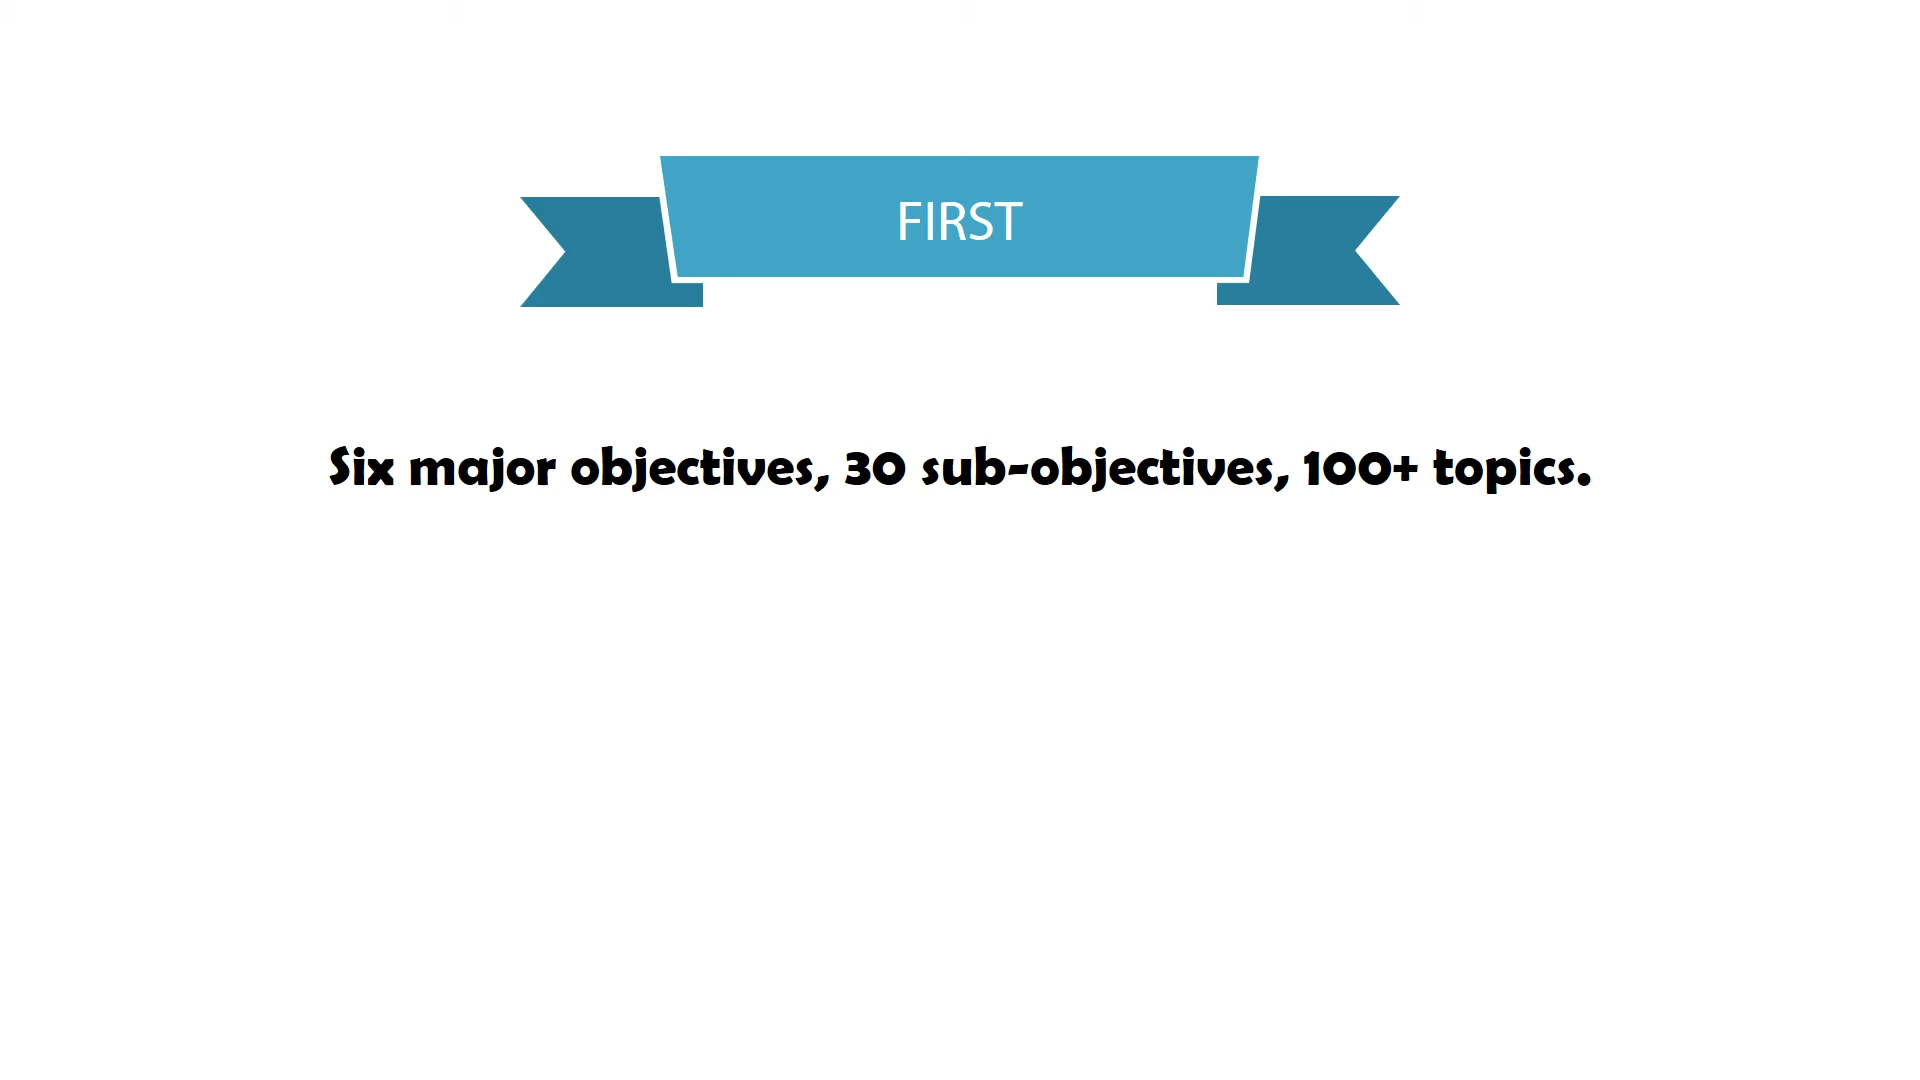 FIRST
Six major objectives, 30 sub-objectives, 100+ topics.